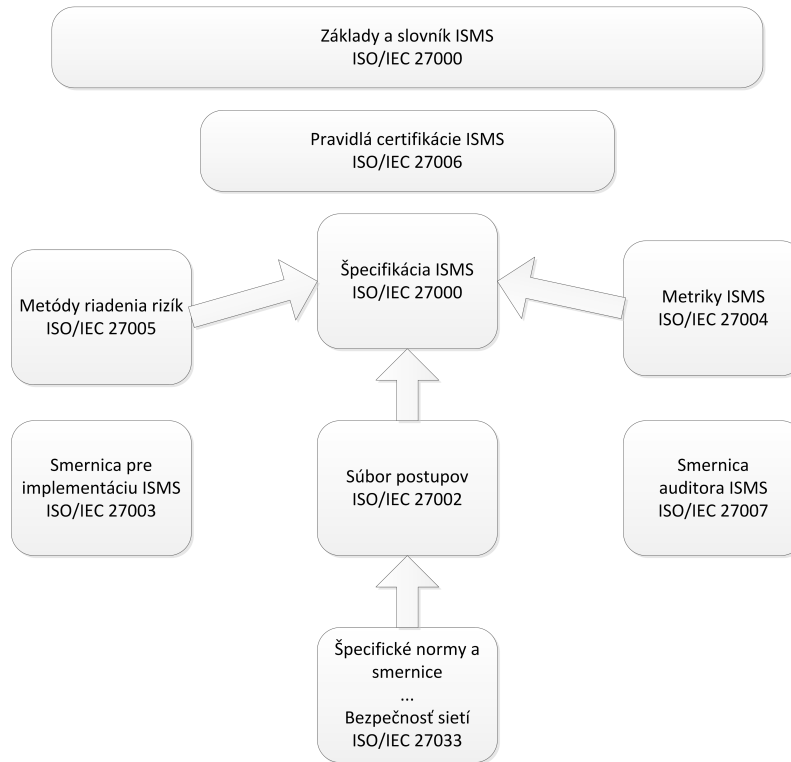 Základy a slovník ISMS
ISO/IEC 27000
Pravidlá certifikácie ISMS
ISO/IEC 27006
Špecifikácia ISMS
ISO/IEC 27000
Metódy riadenia rizík
ISO/IEC 27005
Metriky ISMS
ISO/IEC 27004
Smernica pre
implementáciu ISMS
ISO/IEC 27003
Súbor postupov
ISO/IEC 27002
Smernica
auditora ISMS
ISO/IEC 27007
Špecifické normy a
smernice
...
Bezpečnosť sietí
ISO/IEC 27033